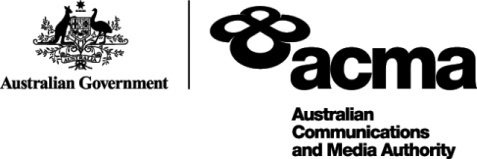 Australian Government
acma
Australian
Communications
and Media Authority